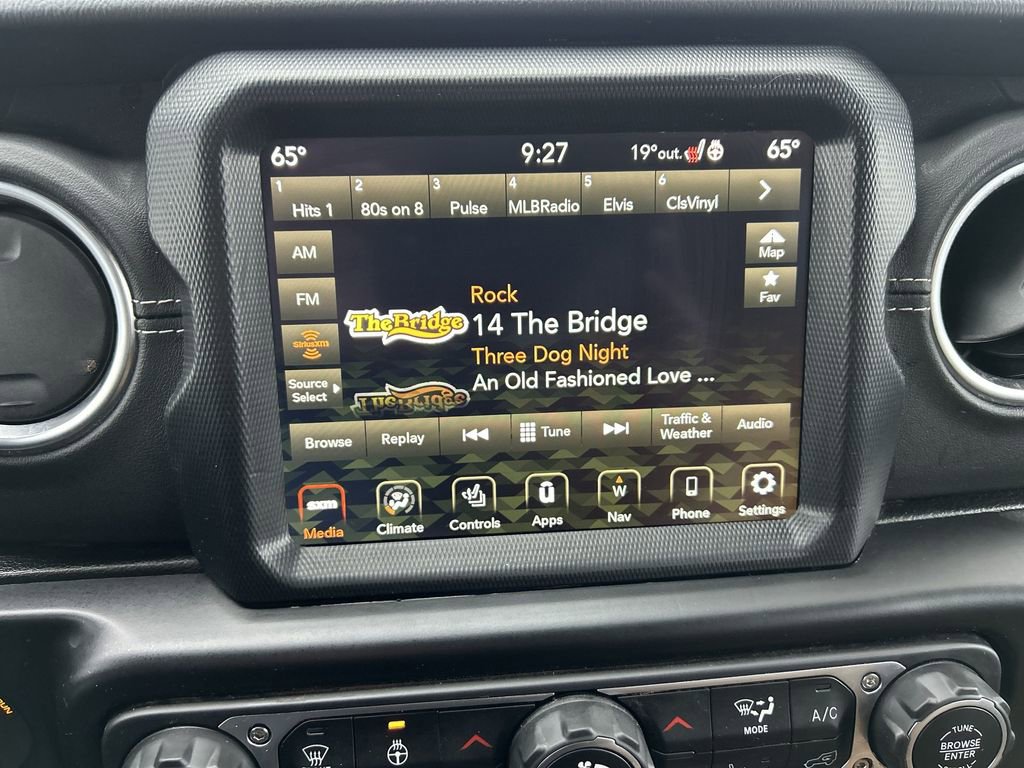 65° 9:27 19°out. 65°
1 Hits 1 2 80s on 8 3 Pulse 4 MLBRadio 5 Elvis 6 ClsVinyl
AM
Map
FM
Fav
Rock
TheBridge
14 The Bridge
SiriusXM
Three Dog Night
Source
Select
An Old Fashioned Love ...
Browse Replay Tune Traffic &
Weather Audio
sxm
Media Climate Controls Apps Nav Phone Settings
W
MODE
A/C
TUNE
BROWSE
ENTER